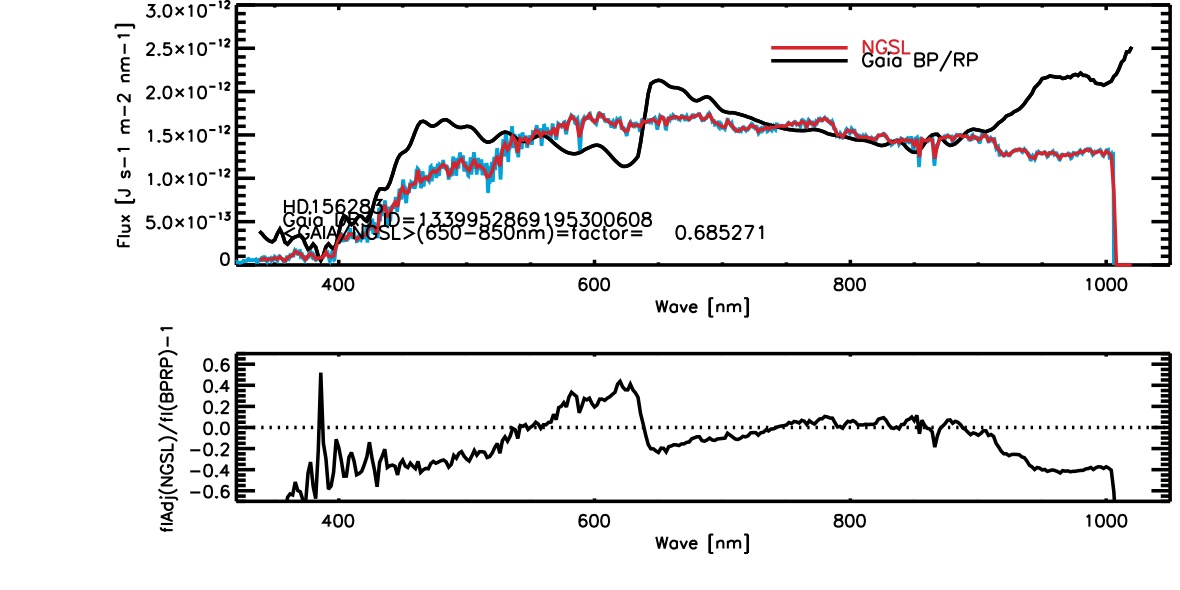 3.0×10⁻¹²
2.5×10⁻¹²
2.0×10⁻¹²
1.5×10⁻¹²
1.0×10⁻¹²
5.0×10⁻¹³
0
Flux [J s−1 m−2 nm−1]
NGSL
Gaia BP/RP
HD156283
Gaia ID=1339952869195300608
<GAIA/NGSL>(650−850nm)=factor= 0.685271
400 600 800 1000
Wave [nm]
flAdj(NGSL)/fl(BPRP)−1
0.6
0.4
0.2
0.0
−0.2
−0.4
−0.6
400 600 800 1000
Wave [nm]